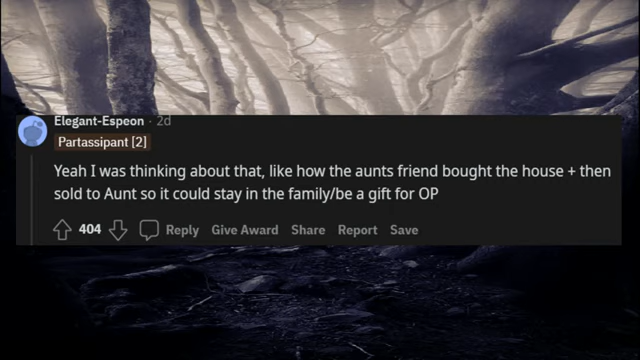 Elegant-Espeon · 2d
Partassipant [2]
Yeah I was thinking about that, like how the aunts friend bought the house + then
sold to Aunt so it could stay in the family/be a gift for OP
404 Reply Give Award Share Report Save